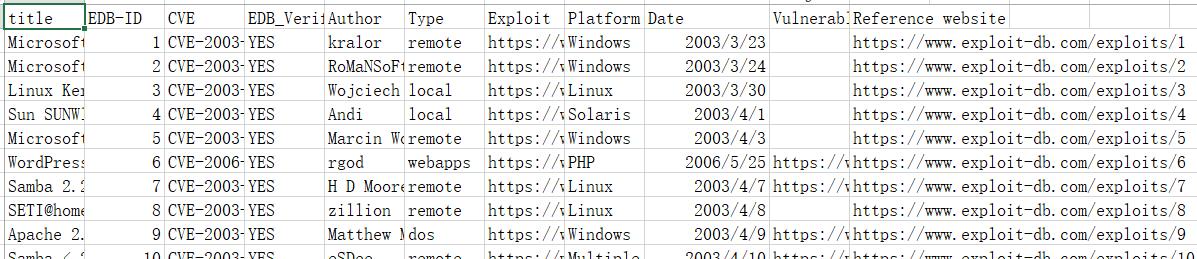 title EDB-ID CVE EDB_Veri Author Type Exploit Platform Date Vulnerabl Reference website
Microsoft 1 CVE-2003- YES kralor remote https:// Windows 2003/3/23 https://www.exploit-db.com/exploits/1
Microsoft 2 CVE-2003- YES RoMaNSoFt remote https:// Windows 2003/3/24 https://www.exploit-db.com/exploits/2
Linux Ker 3 CVE-2003- YES Wojciech local https:// Linux 2003/3/30 https://www.exploit-db.com/exploits/3
Sun SUNW 4 CVE-2003- YES Andi local https:// Solaris 2003/4/1 https://www.exploit-db.com/exploits/4
Microsoft 5 CVE-2003- YES Marcin Wo remote https:// Windows 2003/4/3 https://www.exploit-db.com/exploits/5
WordPress 6 CVE-2006- YES rgod webapps https:// PHP 2006/5/25 https:// https://www.exploit-db.com/exploits/6
Samba 2.2 7 CVE-2003- YES H D Moore remote https:// Linux 2003/4/7 https:// https://www.exploit-db.com/exploits/7
SETI@home 8 CVE-2003- YES zillion remote https:// Linux 2003/4/8 https://www.exploit-db.com/exploits/8
Apache 2. 9 CVE-2003- YES Matthew M dos https:// Windows 2003/4/9 https:// https://www.exploit-db.com/exploits/9
Samba < 2 10 CVE-2003- YES eSDee remote https:// Multiple 2003/4/10 https:// https://www.exploit-db.com/exploits/10